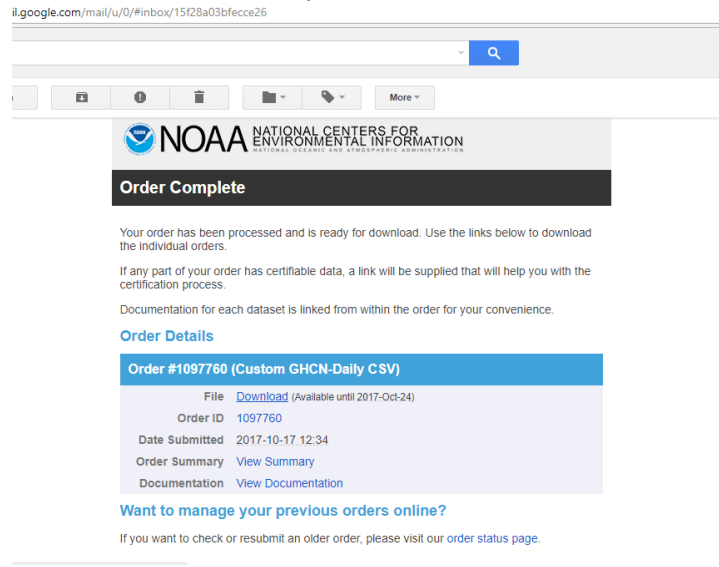 il.google.com/mail/u/0/#inbox/15f28a03bfecce26
More
NOAA NATIONAL CENTERS FOR
ENVIRONMENTAL INFORMATION
NATIONAL OCEANIC AND ATMOSPHERIC ADMINISTRATION
Order Complete
Your order has been processed and is ready for download. Use the links below to download
the individual orders.
If any part of your order has certifiable data, a link will be supplied that will help you with the
certification process.
Documentation for each dataset is linked from within the order for your convenience.
Order Details
Order #1097760 (Custom GHCN-Daily CSV)
File Download (Available until 2017-Oct-24)
Order ID 1097760
Date Submitted 2017-10-17 12:34
Order Summary View Summary
Documentation View Documentation
Want to manage your previous orders online?
If you want to check or resubmit an older order, please visit our order status page.